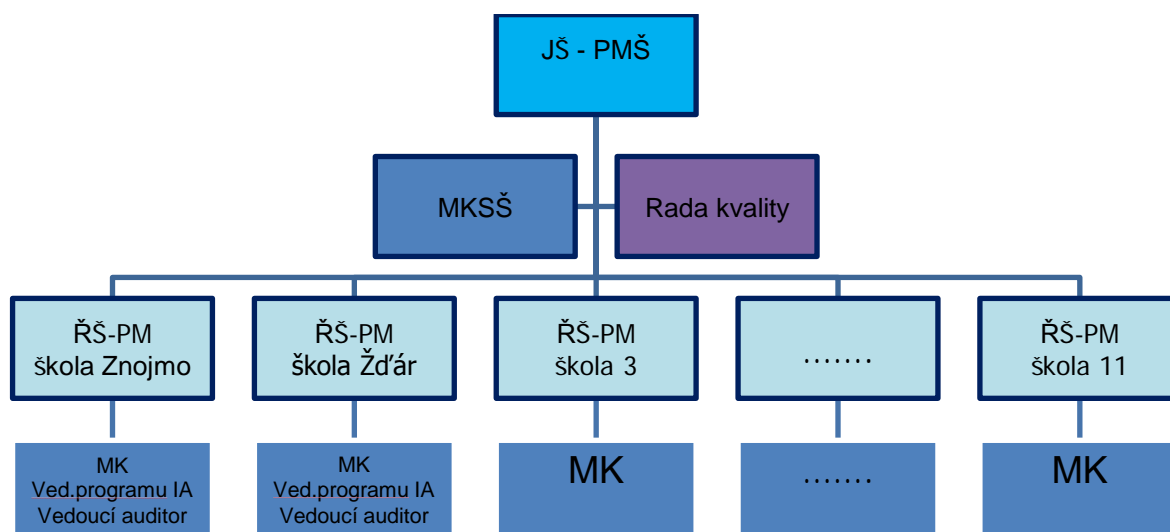 JŠ - PMŠ
MKSŠ
Rada kvality
ŘŠ-PM
škola Znojmo
ŘŠ-PM
škola Žďár
ŘŠ-PM
škola 3
.......
ŘŠ-PM
škola 11
MK
Ved.programu IA
Vedoucí auditor
MK
Ved.programu IA
Vedoucí auditor
MK
.......
MK